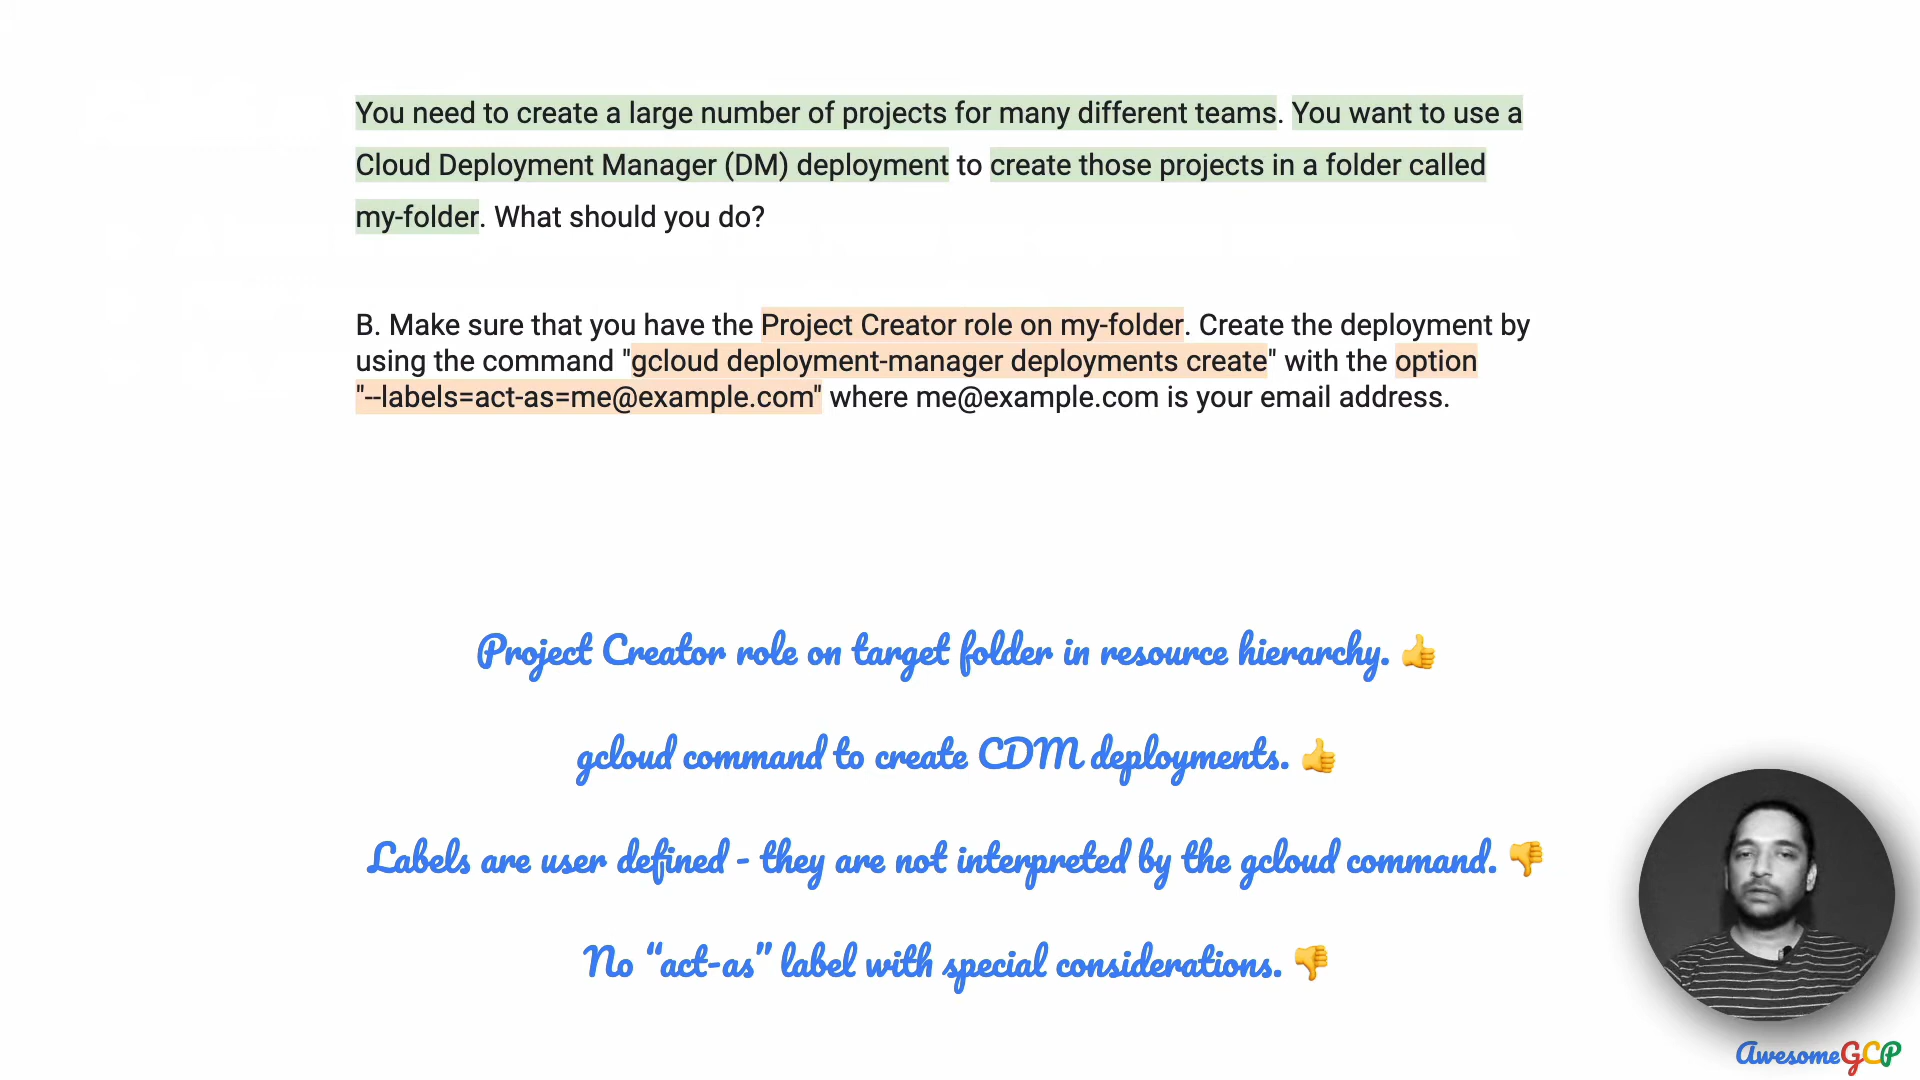 You need to create a large number of projects for many different teams. You want to use a
Cloud Deployment Manager (DM) deployment to create those projects in a folder called
my-folder. What should you do?
B. Make sure that you have the Project Creator role on my-folder. Create the deployment by
using the command "gcloud deployment-manager deployments create" with the option
"--labels=act-as=me@example.com" where me@example.com is your email address.
Project Creator role on target folder in resource hierarchy. 👍
gcloud command to create CDM deployments. 👍
Labels are user defined - they are not interpreted by the gcloud command. 👎
No “act-as” label with special considerations. 👎
AwesomeGCP